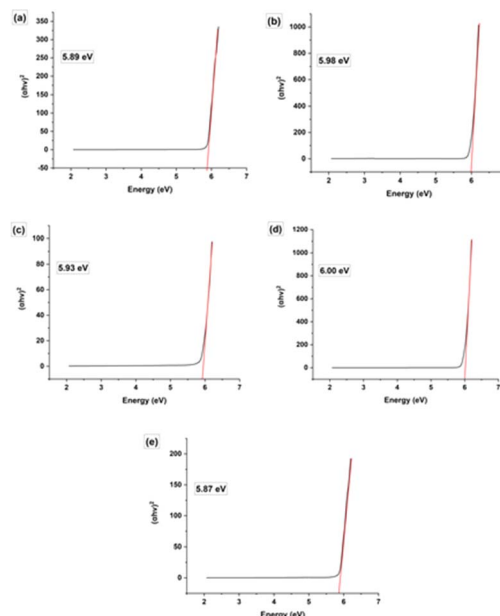 (a)
350
300
250
200
150
100
50
0
-50
(αhν)²
5.89 eV
2 3 4 5 6 7
Energy (eV)
(b)
1000
800
600
400
200
0
(αhν)²
5.98 eV
2 3 4 5 6 7
Energy (eV)
(c)
100
80
60
40
20
0
(αhν)²
5.93 eV
2 3 4 5 6 7
Energy (eV)
(d)
1200
1000
800
600
400
200
0
(αhν)²
6.00 eV
2 3 4 5 6 7
Energy (eV)
(e)
200
150
100
50
0
(αhν)²
5.87 eV
2 3 4 5 6 7
Energy (eV)